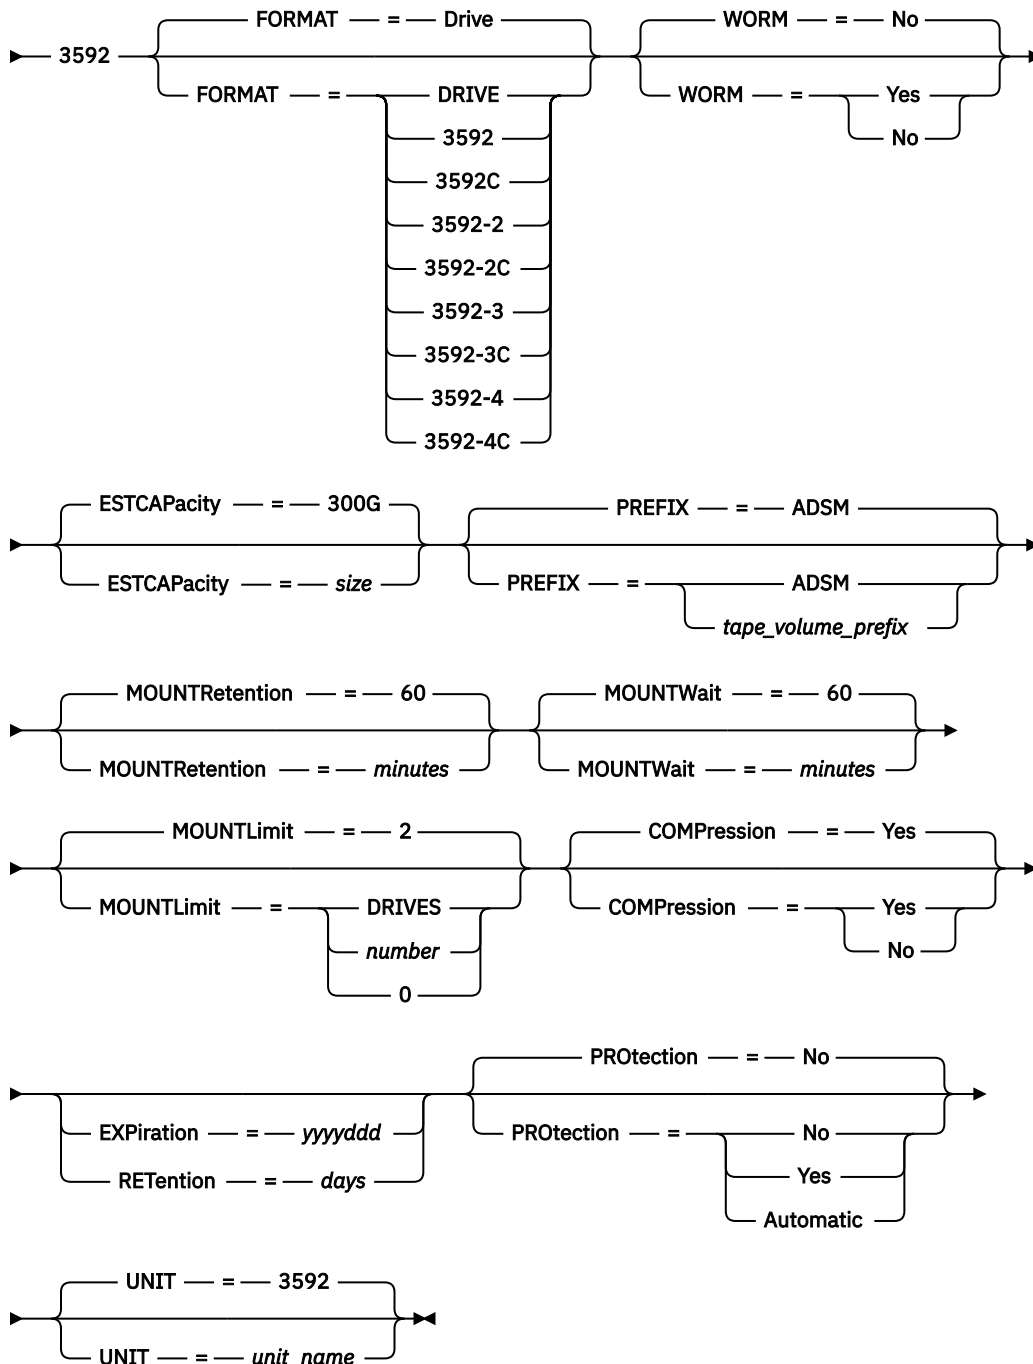 FORMAT = Drive WORM = No
3592
FORMAT = DRIVE WORM = Yes
3592 No
3592C
3592-2
3592-2C
3592-3
3592-3C
3592-4
3592-4C
ESTCAPacity = 300G PREFIX = ADSM
ESTCAPacity = size PREFIX = ADSM
tape_volume_prefix
MOUNTRetention = 60 MOUNTWait = 60
MOUNTRetention = minutes MOUNTWait = minutes
MOUNTLimit = 2 COMPression = Yes
MOUNTLimit = DRIVES COMPression = Yes
number No
0
PROtection = No
EXPiration = yyyyddd PROtection = No
RETention = days Yes
Automatic
UNIT = 3592
UNIT = unit_name